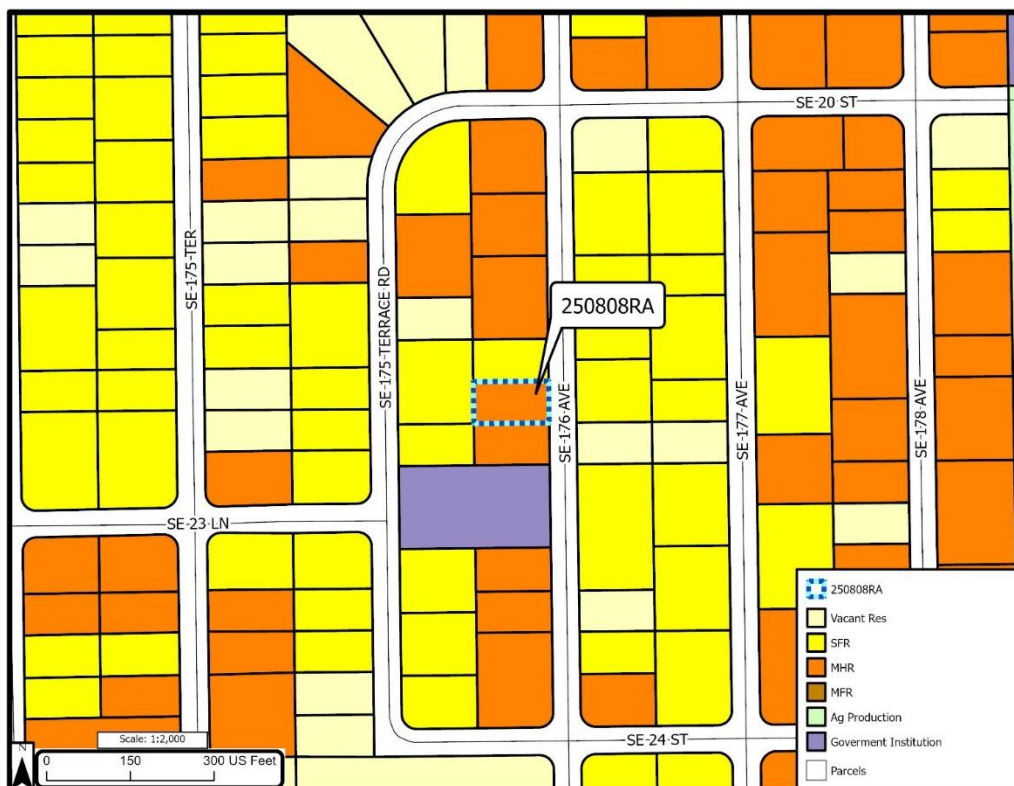 SE 20 ST
SE 175 TER
SE 175 TERRACE RD
250808RA
SE 176 AVE
SE 177 AVE
SE 178 AVE
SE 23 LN
SE 24 ST
250808RA
Vacant Res
SFR
MHR
MFR
Ag Production
Goverment Institution
Parcels
N
Scale: 1:2,000
0 150 300 US Feet